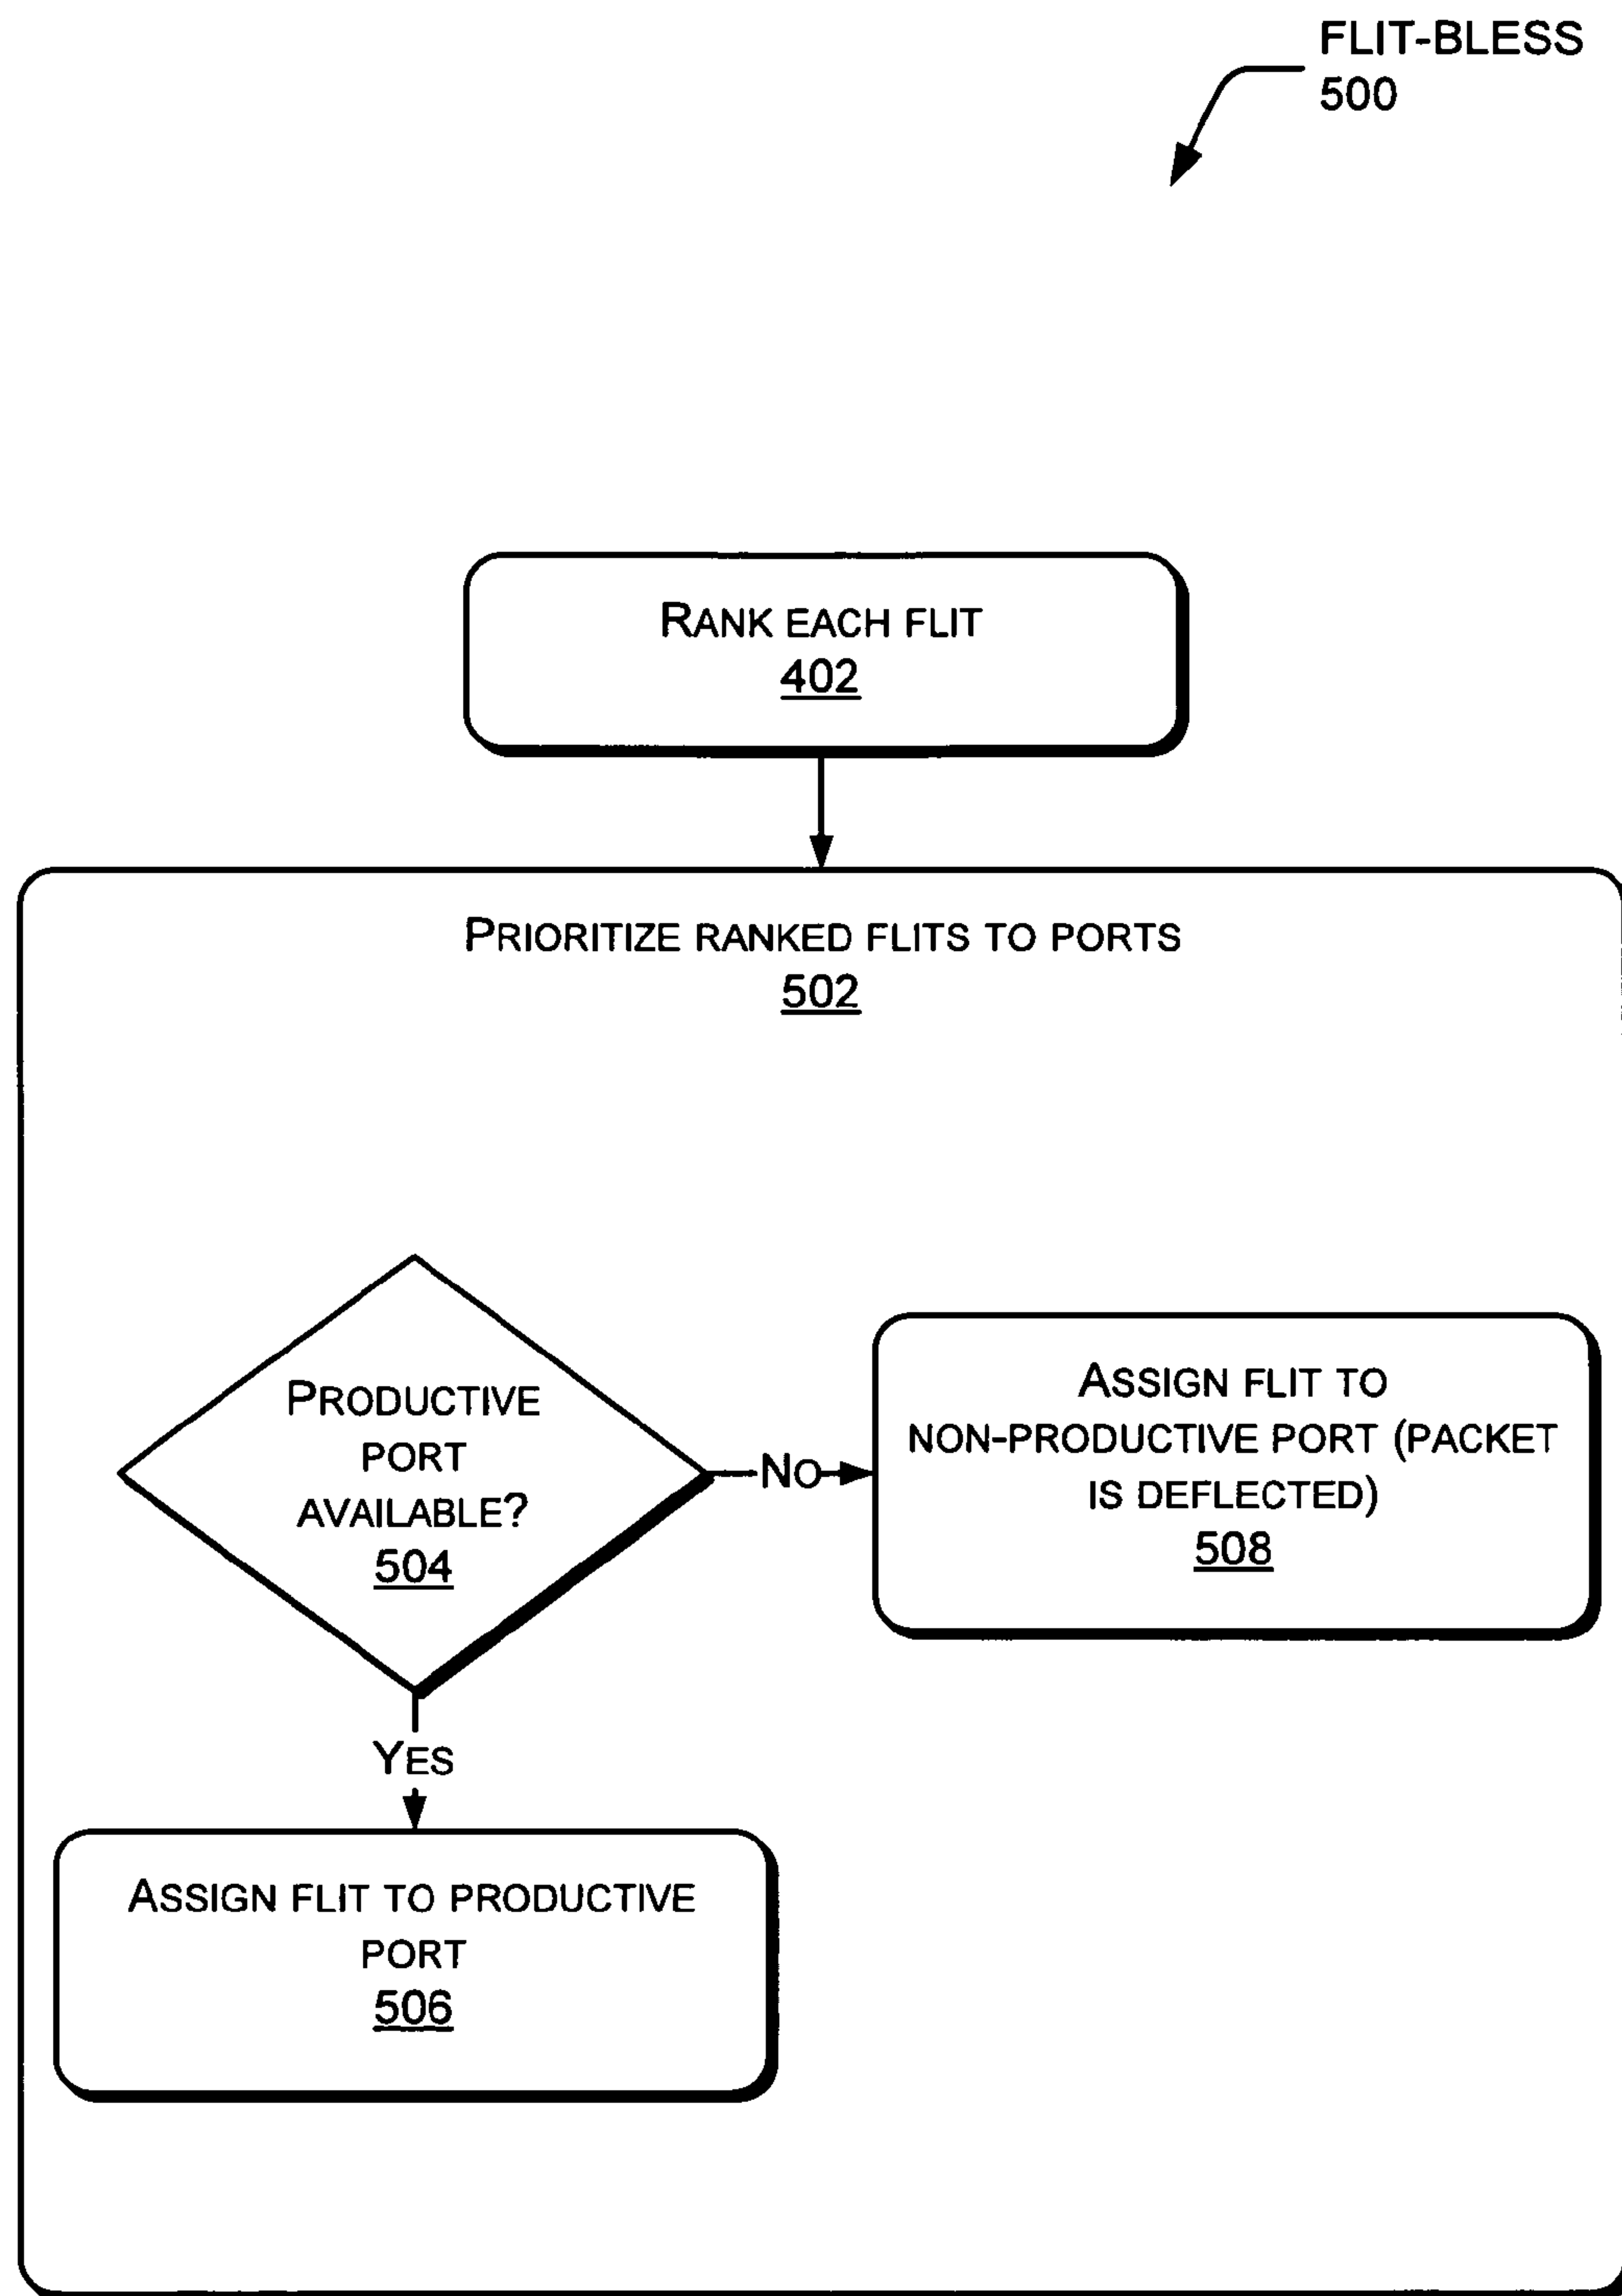 FLIT-BLESS
500
RANK EACH FLIT
402
PRIORITIZE RANKED FLITS TO PORTS
502
PRODUCTIVE
PORT
AVAILABLE?
504
NO
ASSIGN FLIT TO
NON-PRODUCTIVE PORT (PACKET
IS DEFLECTED)
508
YES
ASSIGN FLIT TO PRODUCTIVE
PORT
506